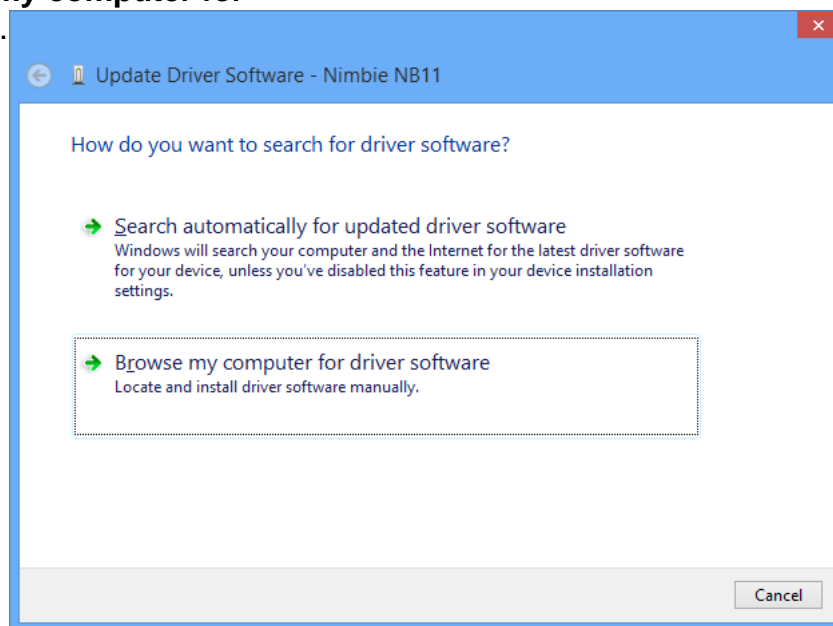 computer for
.
Update Driver Software - Nimbie NB11
How do you want to search for driver software?
Search automatically for updated driver software
Windows will search your computer and the Internet for the latest driver software
for your device, unless you've disabled this feature in your device installation
settings.
Browse my computer for driver software
Locate and install driver software manually.
Cancel